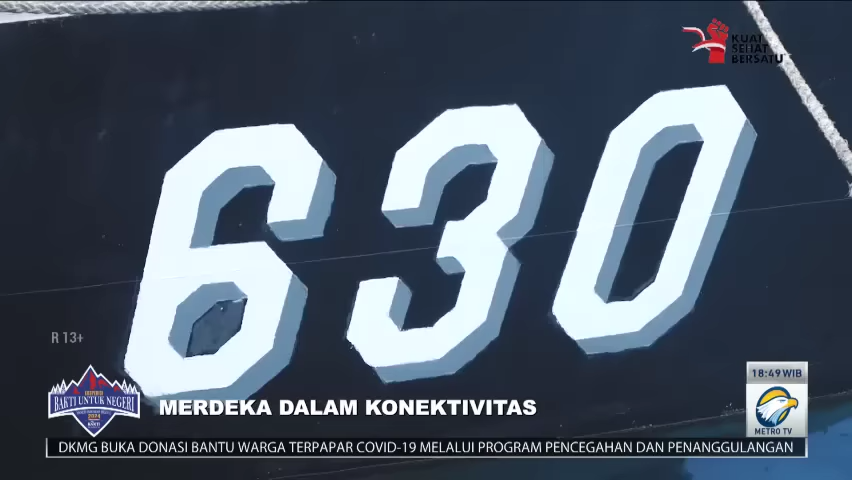 KUAT
SEHAT
BERSATU
630
R 13+
BAKTI UNTUK NEGERI
MERDEKA DALAM KONEKTIVITAS
18:49 WIB
METRO TV
DKMG BUKA DONASI BANTU WARGA TERPAPAR COVID-19 MELALUI PROGRAM PENCEGAHAN DAN PENANGGULANGAN